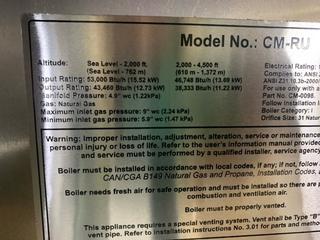 Model No.: CM-RU
Altitude: Sea Level - 2,000 ft. 2,000 - 4,500 ft
(Sea Level - 762 m) (610 m - 1,372 m)
Input Rating: 53,000 Btu/h (15.52 kW) 46,748 Btu/h (13.69 kW)
Output Rating: 43,460 Btu/h (12.73 kW) 38,333 Btu/h (11.22 kW)
Manifold Pressure: 4.9" wc (1.22kPa)
Gas: Natural Gas
Maximum inlet gas pressure: 9" wc (2.24 kPa)
Minimum inlet gas pressure: 5.9" wc (1.47 kPa)
Electrical Rating:
Complies to: ANSI
ANSI Z21.10.3b-2000
For use only with a
Part No. CM-0098.
Follow Installation I
Boiler Category: I
Orifice Size: 31 Natu
Warning: Improper installation, adjustment, alteration, service or maintenance
personal injury or loss of life. Refer to the user's information manual provided
and service must be performed by a qualified installer, service agency
Boiler must be installed in accordance with local codes, if any; if not, follow
CAN/CGA B149 Natural Gas and Propane, Installation Codes,
Boiler needs fresh air for safe operation and must be installed so there are p
combustion and ventilation air.
Boiler must be properly vented.
This appliance requires a special venting system. Vent shall be Type "B"
vent pipe. Refer to installation instructions No. 3.01 for parts and method